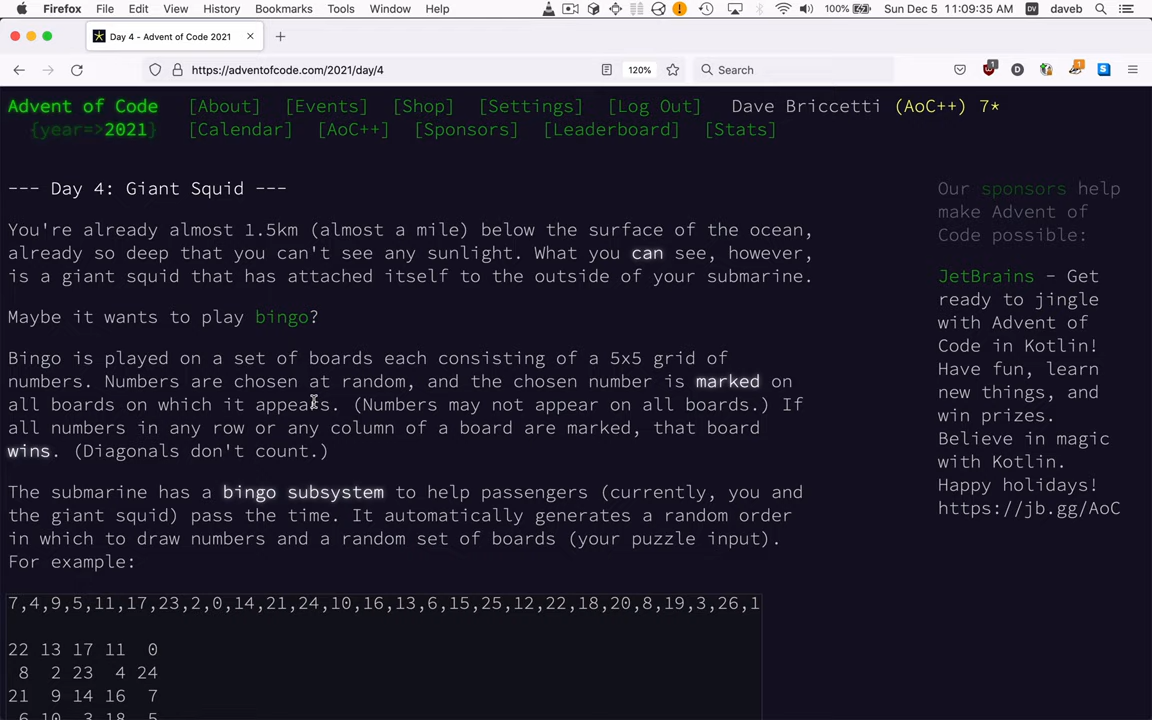 Firefox File Edit View History Bookmarks Tools Window Help 100% Sun Dec 5 11:09:35 AM DV daveb
Day 4 - Advent of Code 2021
https://adventofcode.com/2021/day/4 120% Search 1 1
Advent of Code [About] [Events] [Shop] [Settings] [Log Out] Dave Briccetti (AoC++) 7*
{year=>2021} [Calendar] [AoC++] [Sponsors] [Leaderboard] [Stats]
--- Day 4: Giant Squid ---
You're already almost 1.5km (almost a mile) below the surface of the ocean,
already so deep that you can't see any sunlight. What you can see, however,
is a giant squid that has attached itself to the outside of your submarine.
Maybe it wants to play bingo?
Bingo is played on a set of boards each consisting of a 5x5 grid of
numbers. Numbers are chosen at random, and the chosen number is marked on
all boards on which it appears. (Numbers may not appear on all boards.) If
all numbers in any row or any column of a board are marked, that board
wins. (Diagonals don't count.)
The submarine has a bingo subsystem to help passengers (currently, you and
the giant squid) pass the time. It automatically generates a random order
in which to draw numbers and a random set of boards (your puzzle input).
For example:
7,4,9,5,11,17,23,2,0,14,21,24,10,16,13,6,15,25,12,22,18,20,8,19,3,26,1
22 13 17 11  0
 8  2 23  4 24
21  9 14 16  7
 6 10  3 18  5
Our sponsors help
make Advent of
Code possible:
JetBrains - Get
ready to jingle
with Advent of
Code in Kotlin!
Have fun, learn
new things, and
win prizes.
Believe in magic
with Kotlin.
Happy holidays!
https://jb.gg/AoC